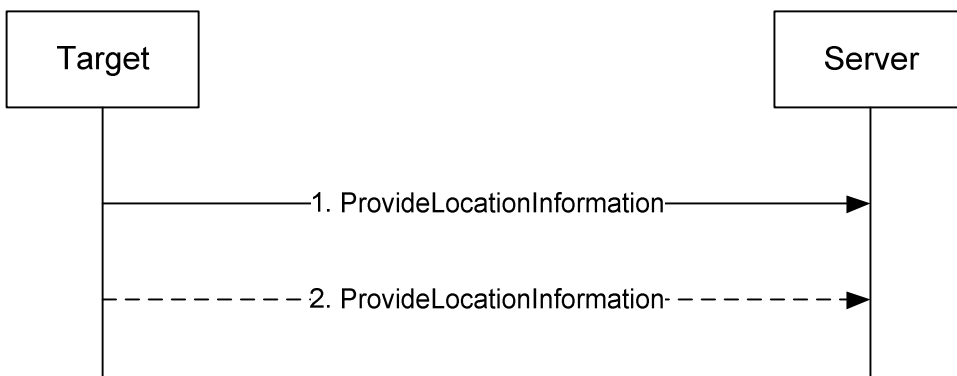 Target
Server
1. ProvideLocationInformation
2. ProvideLocationInformation